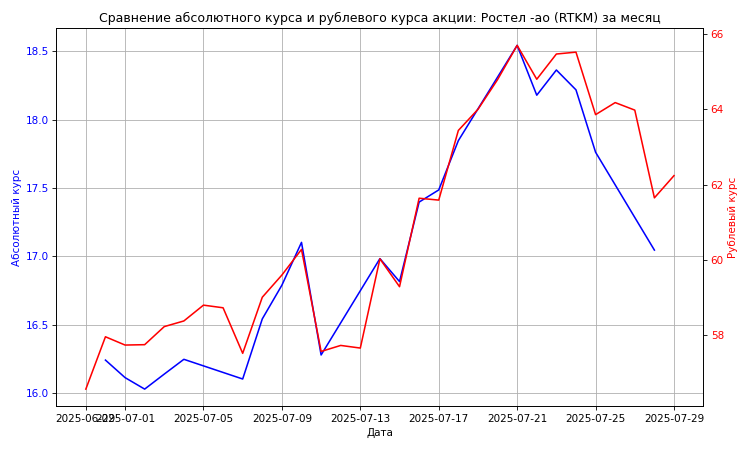 Сравнение абсолютного курса и рублевого курса акции: Ростел -ао (RTKM) за месяц
Абсолютный курс
18.5
18.0
17.5
17.0
16.5
16.0
66
64
62
60
58
Рублевый курс
2025-06-29 2025-07-01 2025-07-05 2025-07-09 2025-07-13 2025-07-17 2025-07-21 2025-07-25 2025-07-29
Дата